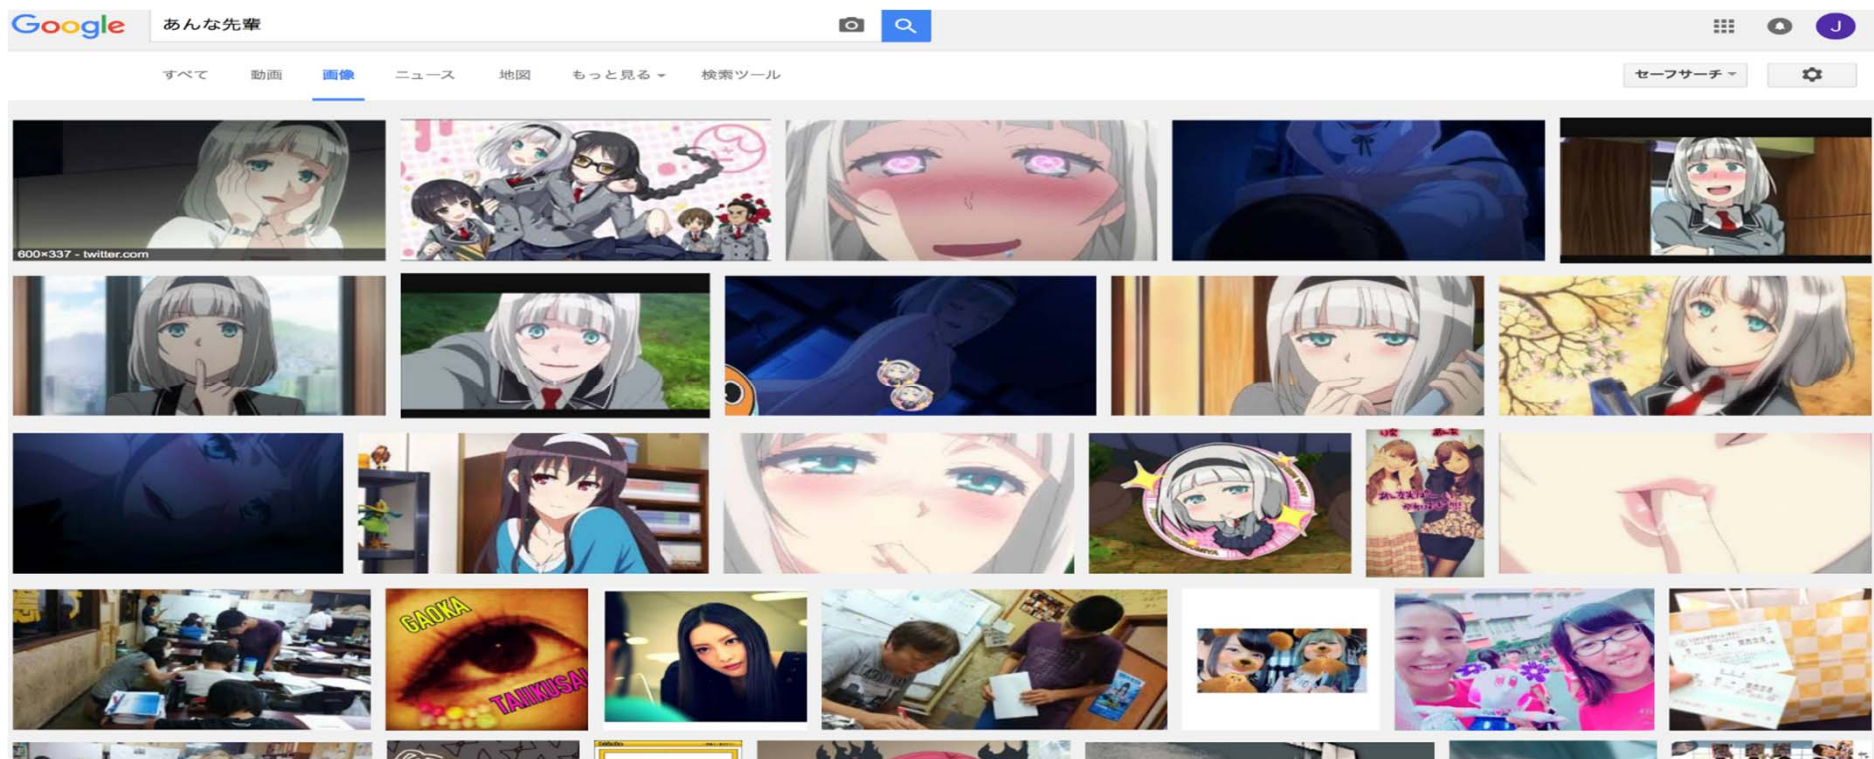 Google
あんな先輩
J
すべて
動画
画像
ニュース
地図
もっと見る
検索ツール
セーフサーチ
600×337 - twitter.com
GAOKA
TAIIKUSAI